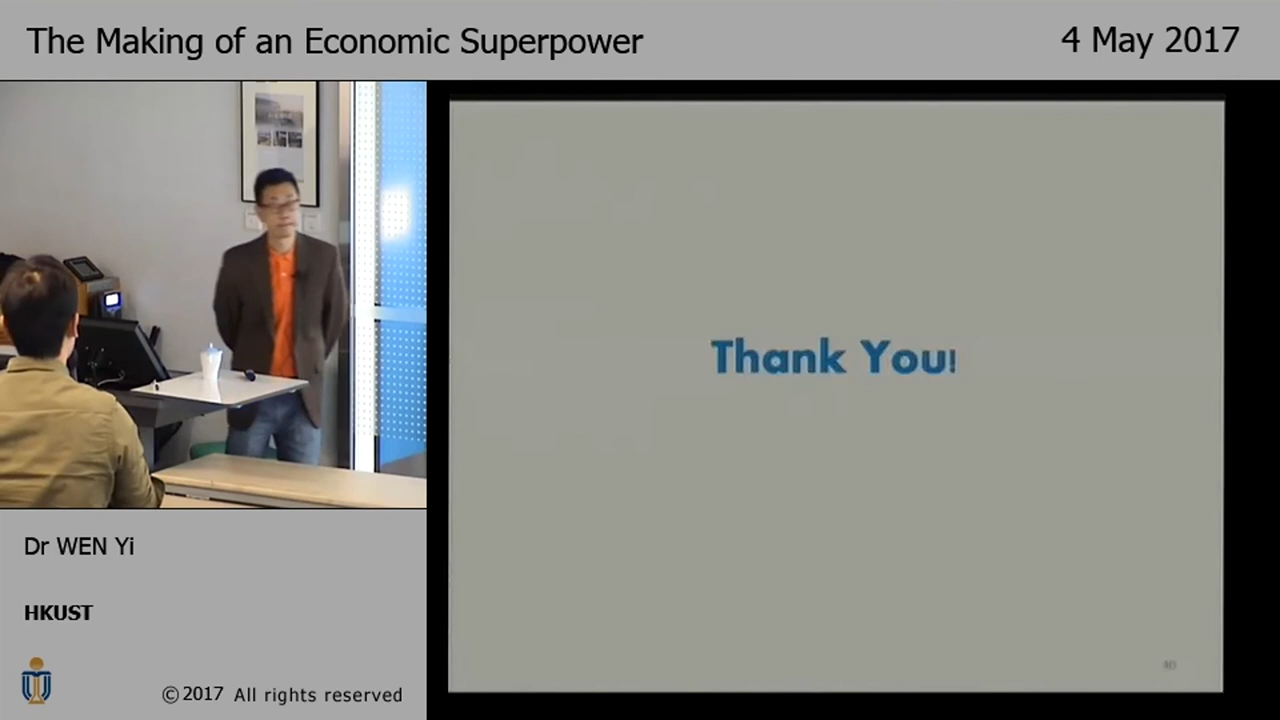 The Making of an Economic Superpower
4 May 2017
Thank You!
Dr WEN Yi
HKUST
©2017 All rights reserved